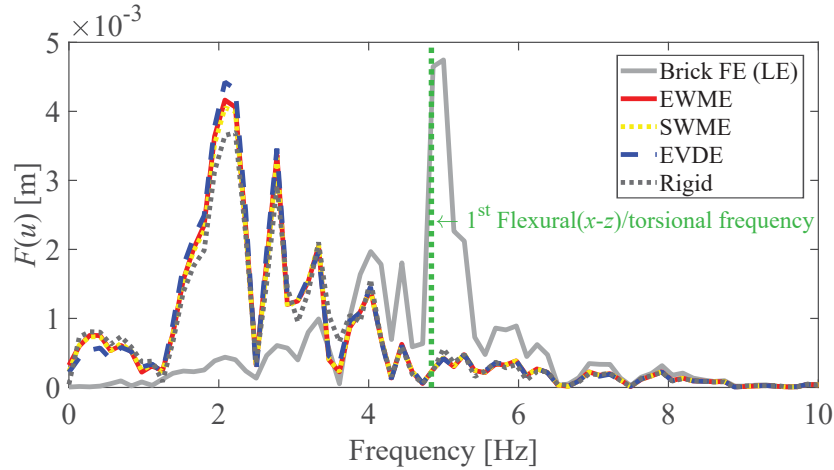 ×10⁻³
5
4
3
2
1
0
F(u) [m]
Brick FE (LE)
EWME
SWME
EVDE
Rigid
← 1ˢᵗ Flexural(x-z)/torsional frequency
0 2 4 6 8 10
Frequency [Hz]